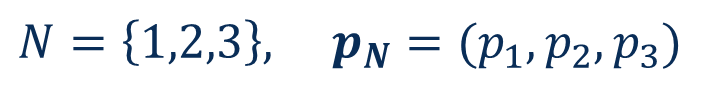 N = {1,2,3}, p_N = (p_1, p_2, p_3)